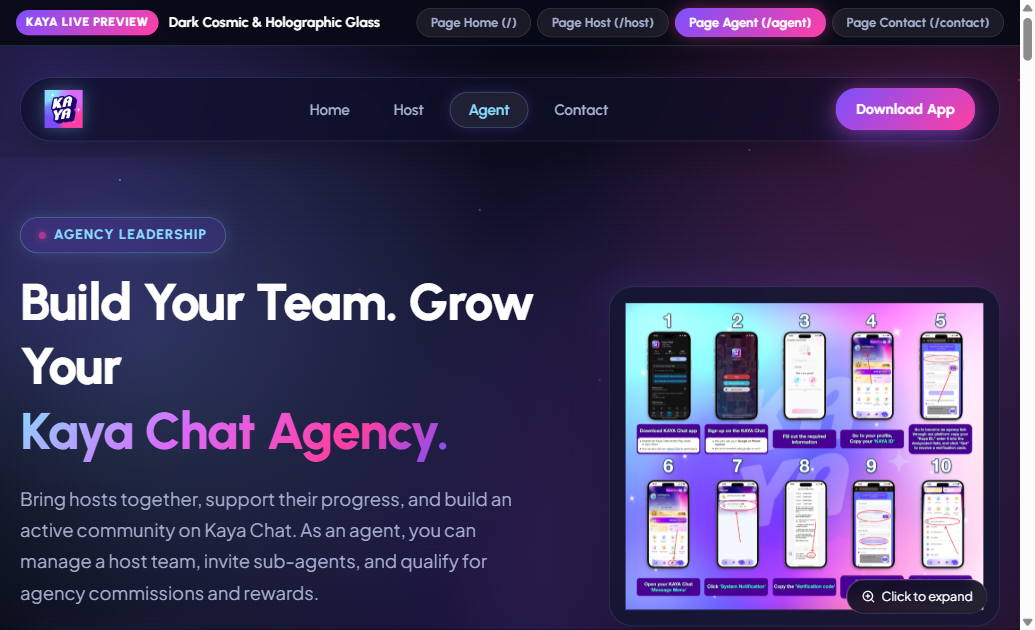 KAYA LIVE PREVIEW Dark Cosmic & Holographic Glass Page Home (/) Page Host (/host) Page Agent (/agent) Page Contact (/contact)
KAYA Home Host Agent Contact Download App
AGENCY LEADERSHIP
Build Your Team. Grow
Your
Kaya Chat Agency.
Bring hosts together, support their progress, and build an
active community on Kaya Chat. As an agent, you can
manage a host team, invite sub-agents, and qualify for
agency commissions and rewards.
1 2 3 4 5
Download KAYA Chat app
Sign up on the KAYA Chat
Fill out the required
information
Go to your profile,
Copy your 'KAYA ID'
6 7 8 9 10
Open your KAYA Chat
'Message Menu'
Click 'System Notification'
Copy the 'Verification code'
Click to expand